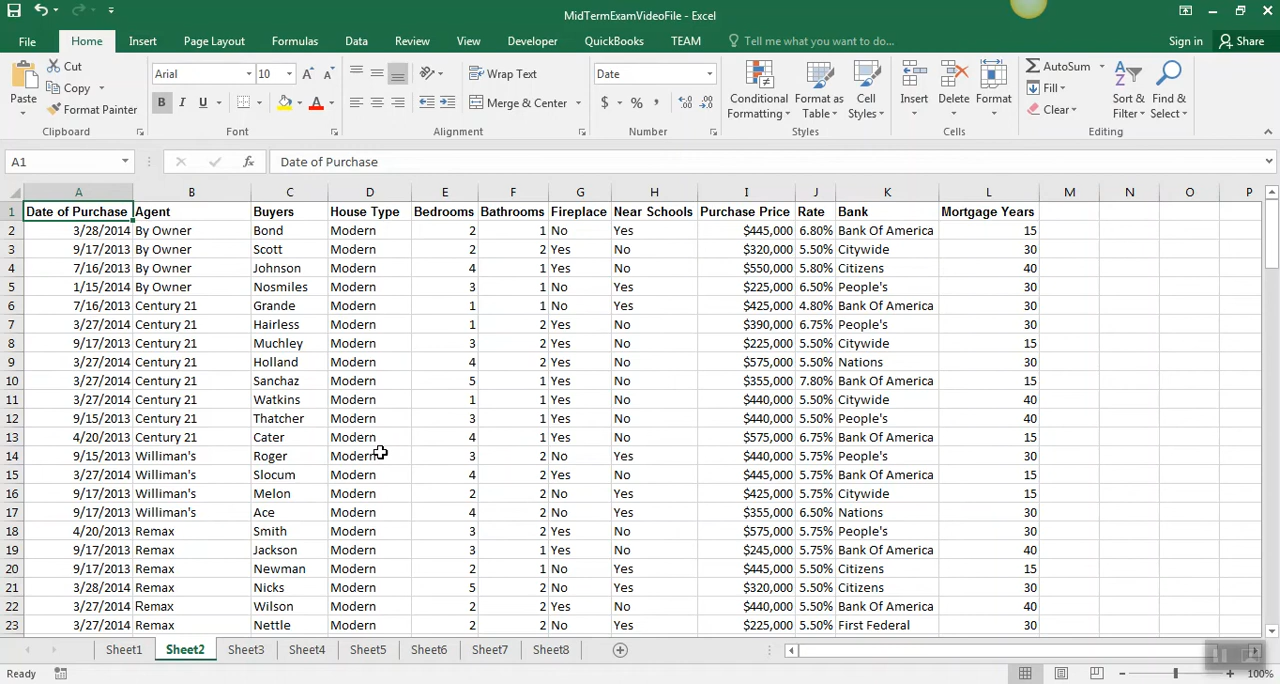 MidTermExamVideoFile - Excel
File Home Insert Page Layout Formulas Data Review View Developer QuickBooks TEAM Tell me what you want to do... Sign in Share
Paste Cut Copy Format Painter Clipboard
Arial 10 A A B I U A Font
Wrap Text Merge & Center Alignment
Date $ % , Number
Conditional Formatting Format as Table Cell Styles Styles
Insert Delete Format Cells
AutoSum Fill Clear Sort & Filter Find & Select Editing
A1 fx Date of Purchase
A B C D E F G H I J K L M N O P
1 Date of Purchase Agent Buyers House Type Bedrooms Bathrooms Fireplace Near Schools Purchase Price Rate Bank Mortgage Years
2 3/28/2014 By Owner Bond Modern 2 1 No Yes $445,000 6.80% Bank Of America 15
3 9/17/2013 By Owner Scott Modern 2 2 Yes No $320,000 5.50% Citywide 30
4 7/16/2013 By Owner Johnson Modern 4 1 Yes No $550,000 5.80% Citizens 40
5 1/15/2014 By Owner Nosmiles Modern 3 1 No Yes $225,000 6.50% People's 30
6 7/16/2013 Century 21 Grande Modern 1 1 No Yes $425,000 4.80% Bank Of America 30
7 3/27/2014 Century 21 Hairless Modern 1 2 Yes No $390,000 6.75% People's 30
8 9/17/2013 Century 21 Muchley Modern 3 2 Yes No $225,000 5.50% Citywide 15
9 3/27/2014 Century 21 Holland Modern 4 2 Yes No $575,000 5.50% Nations 30
10 3/27/2014 Century 21 Sanchaz Modern 5 1 Yes No $355,000 7.80% Bank Of America 15
11 3/27/2014 Century 21 Watkins Modern 1 1 Yes No $440,000 5.50% Citywide 40
12 9/15/2013 Century 21 Thatcher Modern 3 1 Yes No $440,000 5.50% People's 40
13 4/20/2013 Century 21 Cater Modern 4 1 Yes No $575,000 6.75% Bank Of America 15
14 9/15/2013 Williman's Roger Modern 3 2 No Yes $440,000 5.75% People's 30
15 3/27/2014 Williman's Slocum Modern 4 2 Yes No $445,000 5.75% Bank Of America 15
16 9/17/2013 Williman's Melon Modern 2 2 No Yes $425,000 5.75% Citywide 15
17 9/17/2013 Williman's Ace Modern 4 2 No Yes $355,000 6.50% Nations 30
18 4/20/2013 Remax Smith Modern 3 2 Yes No $575,000 5.75% People's 30
19 9/17/2013 Remax Jackson Modern 3 1 Yes No $245,000 5.75% Bank Of America 40
20 9/17/2013 Remax Newman Modern 2 1 No Yes $445,000 5.50% Citizens 15
21 3/28/2014 Remax Nicks Modern 5 2 No Yes $320,000 5.50% Citizens 30
22 3/27/2014 Remax Wilson Modern 2 2 Yes No $440,000 5.50% Bank Of America 40
23 3/27/2014 Remax Nettle Modern 2 2 No Yes $225,000 5.50% First Federal 30
Sheet1 Sheet2 Sheet3 Sheet4 Sheet5 Sheet6 Sheet7 Sheet8
Ready 100%